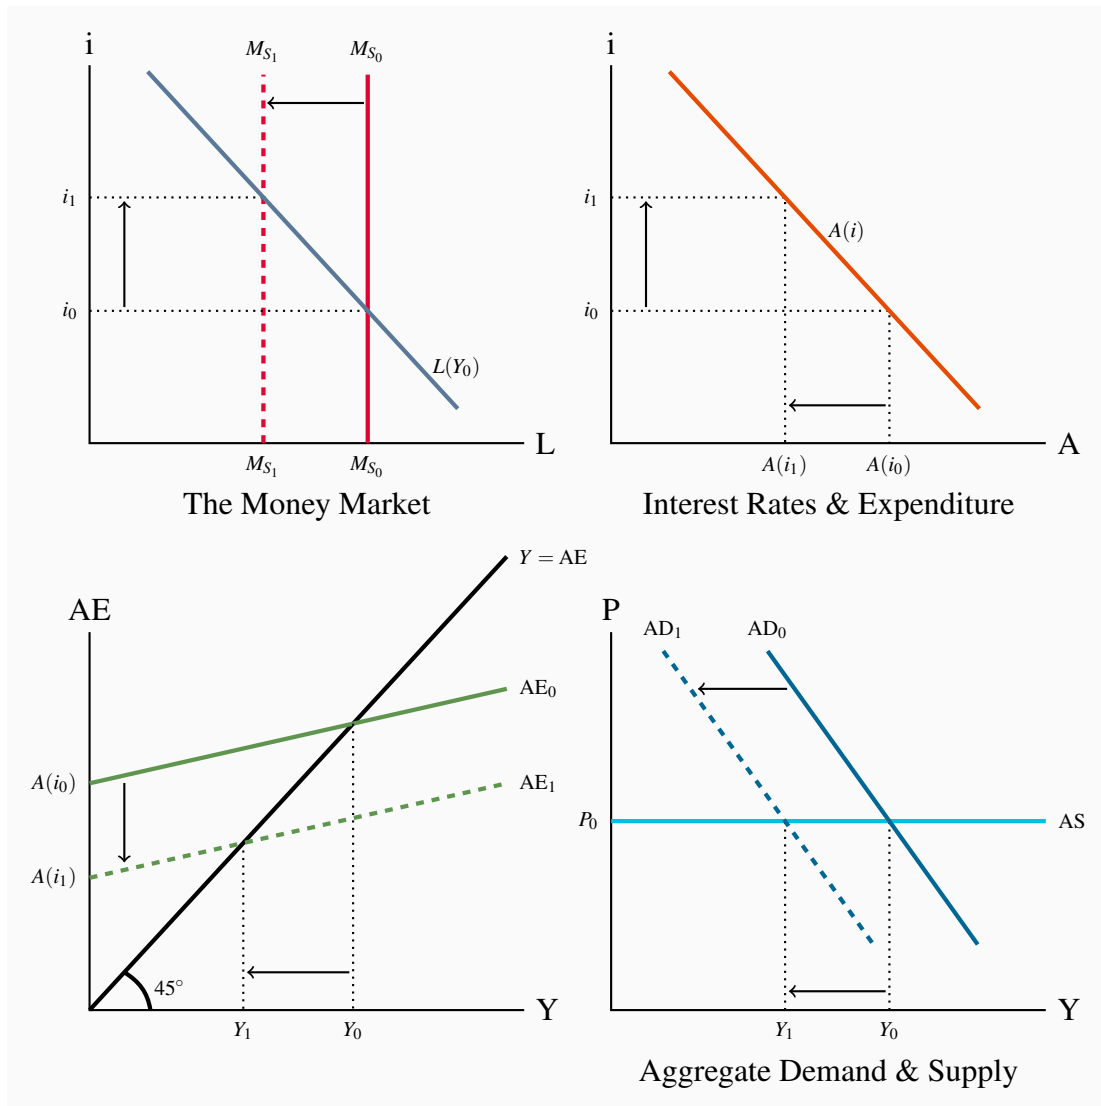 i
M_{S_1}
M_{S_0}
i_1
i_0
L(Y_0)
L
M_{S_1}
M_{S_0}
The Money Market
i
i_1
A(i)
i_0
A
A(i_1)
A(i_0)
Interest Rates & Expenditure
Y = AE
AE
AE_0
A(i_0)
AE_1
A(i_1)
45°
Y
Y_1
Y_0
P
AD_1
AD_0
P_0
AS
Y
Y_1
Y_0
Aggregate Demand & Supply